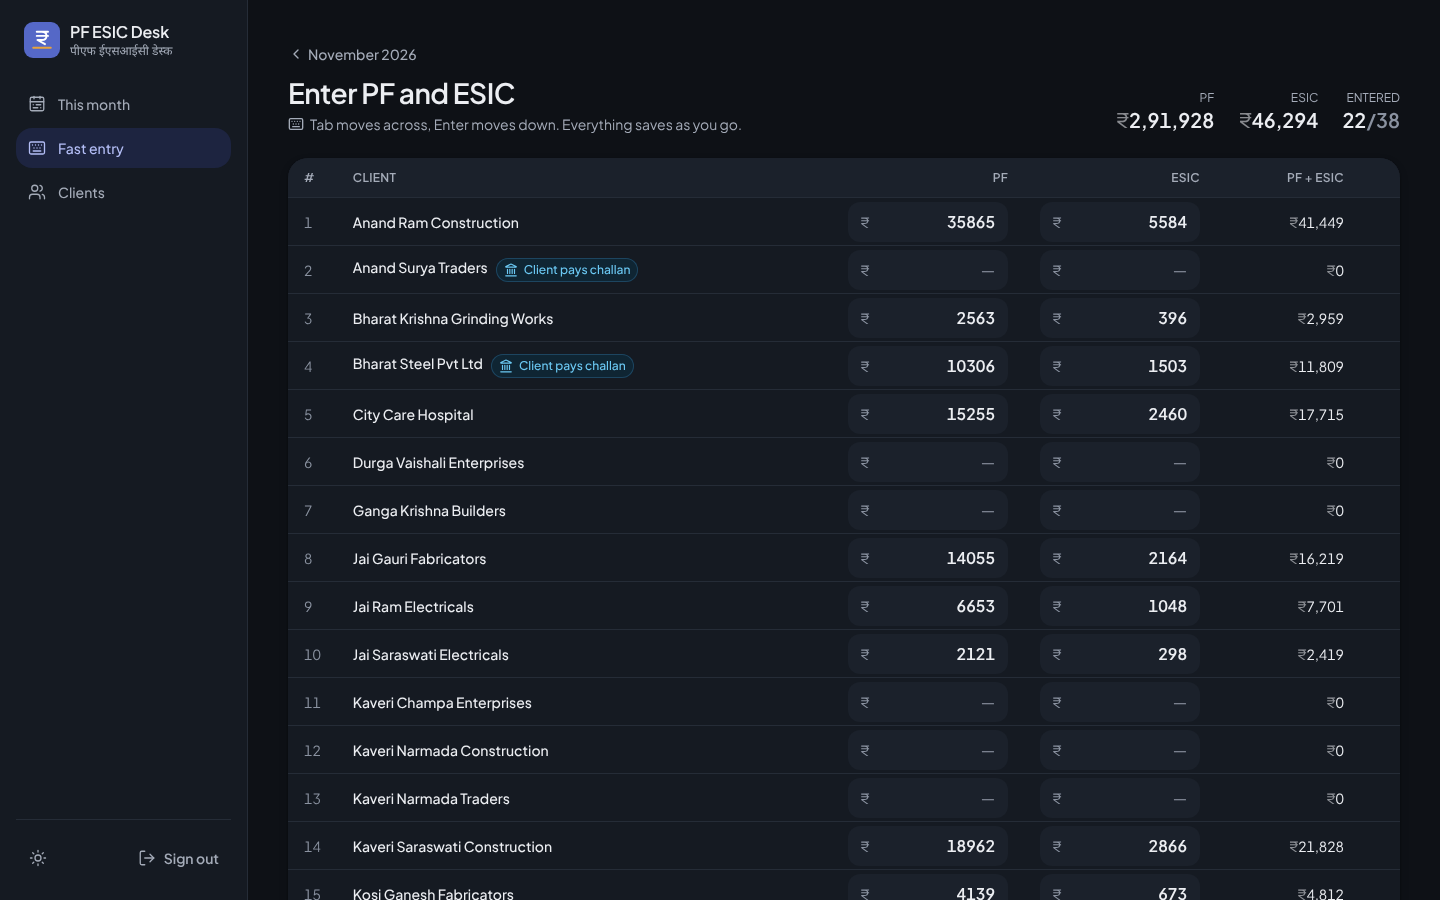 ₹ PF ESIC Desk
पीएफ ईएसआईसी डेस्क
This month
Fast entry
Clients
Sign out
November 2026
Enter PF and ESIC
Tab moves across, Enter moves down. Everything saves as you go.
PF ESIC ENTERED
₹2,91,928 ₹46,294 22/38
# CLIENT PF ESIC PF + ESIC
1 Anand Ram Construction ₹ 35865 ₹ 5584 ₹41,449
2 Anand Surya Traders Client pays challan ₹ — ₹ — ₹0
3 Bharat Krishna Grinding Works ₹ 2563 ₹ 396 ₹2,959
4 Bharat Steel Pvt Ltd Client pays challan ₹ 10306 ₹ 1503 ₹11,809
5 City Care Hospital ₹ 15255 ₹ 2460 ₹17,715
6 Durga Vaishali Enterprises ₹ — ₹ — ₹0
7 Ganga Krishna Builders ₹ — ₹ — ₹0
8 Jai Gauri Fabricators ₹ 14055 ₹ 2164 ₹16,219
9 Jai Ram Electricals ₹ 6653 ₹ 1048 ₹7,701
10 Jai Saraswati Electricals ₹ 2121 ₹ 298 ₹2,419
11 Kaveri Champa Enterprises ₹ — ₹ — ₹0
12 Kaveri Narmada Construction ₹ — ₹ — ₹0
13 Kaveri Narmada Traders ₹ — ₹ — ₹0
14 Kaveri Saraswati Construction ₹ 18962 ₹ 2866 ₹21,828
15 Kosi Ganesh Fabricators ₹ 4139 ₹ 673 ₹4,812